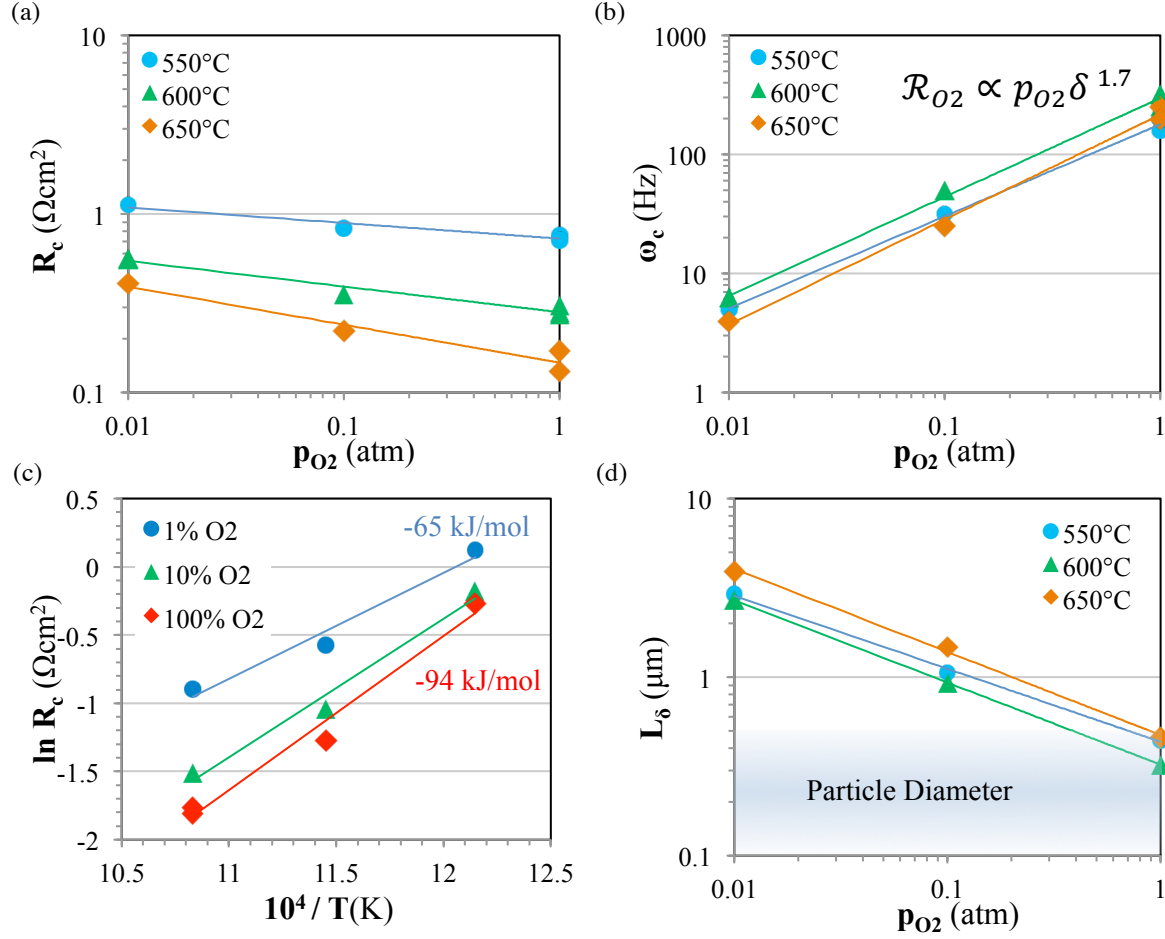 (a)
10
1
0.1
0.01
0.1
1
R_c (Ωcm²)
p_O2 (atm)
550°C
600°C
650°C
(b)
1000
100
10
1
0.01
0.1
1
ω_c (Hz)
p_O2 (atm)
550°C
600°C
650°C
ℛ_O2 ∝ p_O2 δ^1.7
(c)
0.5
0
-0.5
-1
-1.5
-2
10.5
11
11.5
12
12.5
ln R_c (Ωcm²)
10⁴ / T(K)
1% O2
10% O2
100% O2
-65 kJ/mol
-94 kJ/mol
(d)
10
1
0.1
0.01
0.1
1
L_δ (μm)
p_O2 (atm)
550°C
600°C
650°C
Particle Diameter